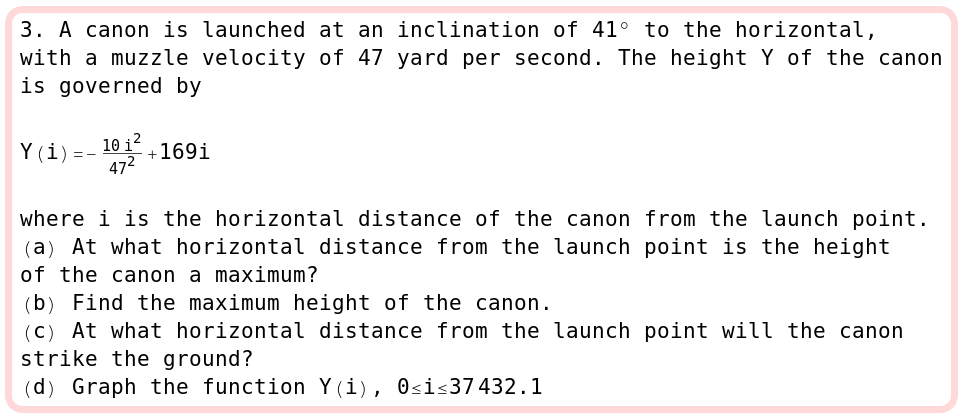 3. A canon is launched at an inclination of 41° to the horizontal,
with a muzzle velocity of 47 yard per second. The height Y of the canon
is governed by
Y(i)=-\frac{10 i^2}{47^2}+169i
where i is the horizontal distance of the canon from the launch point.
(a) At what horizontal distance from the launch point is the height
of the canon a maximum?
(b) Find the maximum height of the canon.
(c) At what horizontal distance from the launch point will the canon
strike the ground?
(d) Graph the function Y(i), 0≤i≤37432.1